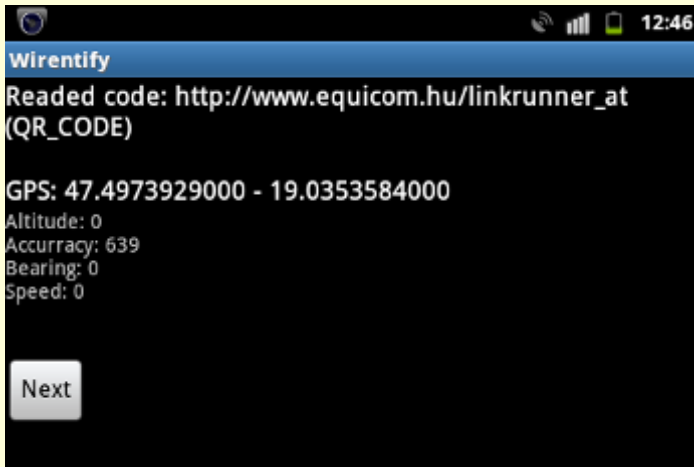 12:46
Wirentify
Readed code: http://www.equicom.hu/linkrunner_at
(QR_CODE)
GPS: 47.4973929000 - 19.0353584000
Altitude: 0
Accurracy: 639
Bearing: 0
Speed: 0
Next